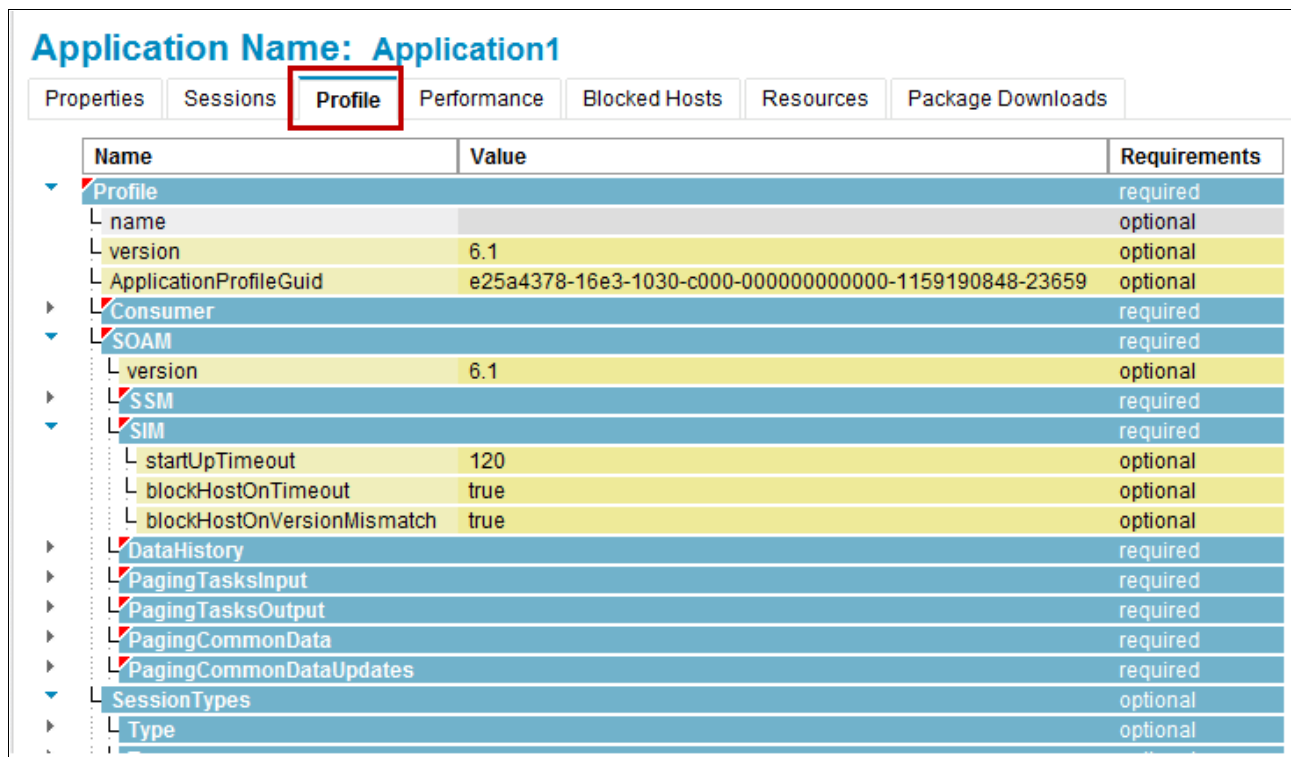 Application Name: Application1
Properties Sessions Profile Performance Blocked Hosts Resources Package Downloads
Name Value Requirements
Profile required
name optional
version 6.1 optional
ApplicationProfileGuid e25a4378-16e3-1030-c000-000000000000-1159190848-23659 optional
Consumer required
SOAM required
version 6.1 optional
SSM required
SIM required
startUpTimeout 120 optional
blockHostOnTimeout true optional
blockHostOnVersionMismatch true optional
DataHistory required
PagingTasksInput required
PagingTasksOutput required
PagingCommonData required
PagingCommonDataUpdates required
SessionTypes optional
Type optional